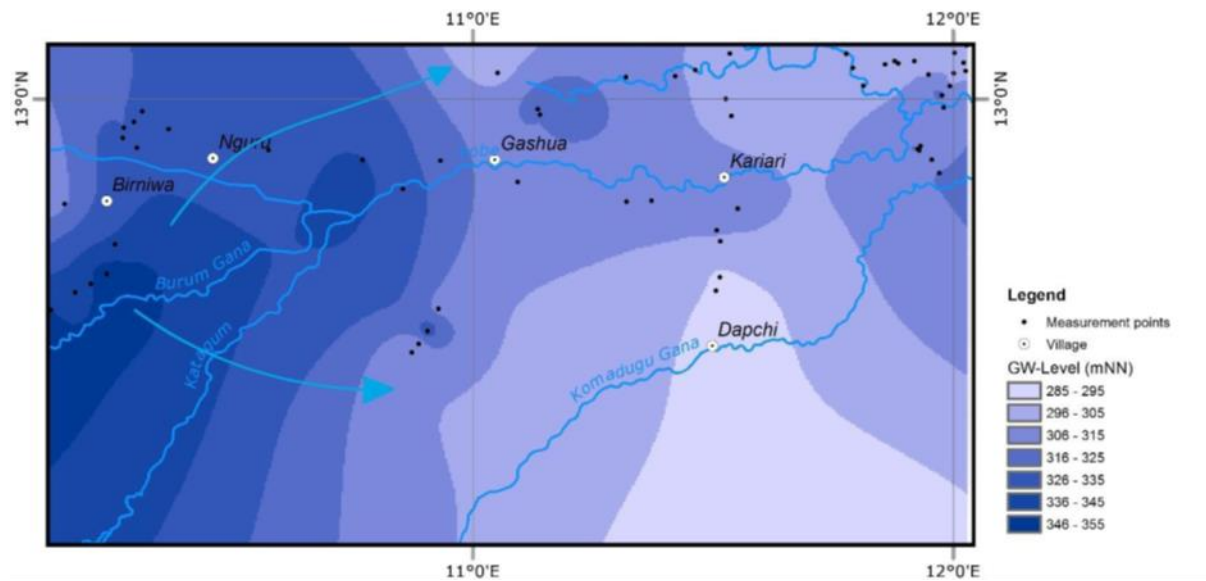 11°0'E
12°0'E
13°0'N
13°0'N
Nguru
Gashua
Yobe
Kariari
Birniwa
Burum Gana
Katagum
Dapchi
Komadugu Gana
Legend
Measurement points
Village
GW-Level (mNN)
285 - 295
296 - 305
306 - 315
316 - 325
326 - 335
336 - 345
346 - 355
11°0'E
12°0'E